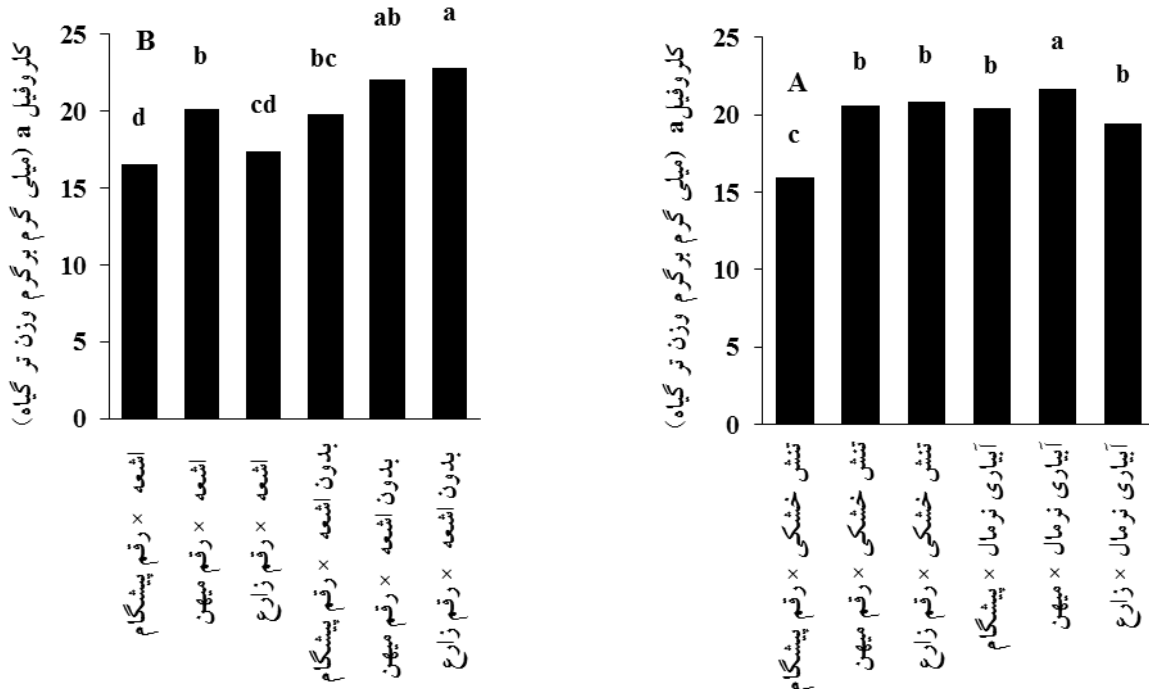 B
کلروفیل a (میلی گرم برگرم وزن تر گیاه)
25
20
15
10
5
0
d
b
cd
bc
ab
a
اشعه × رقم پیشگام
اشعه × رقم میهن
اشعه × رقم زارع
بدون اشعه × رقم پیشگام
بدون اشعه × رقم میهن
بدون اشعه × رقم زارع
A
کلروفیل a (میلی گرم برگرم وزن تر گیاه)
25
20
15
10
5
0
c
b
b
b
a
b
تنش خشکی × رقم پیشگام
تنش خشکی × رقم میهن
تنش خشکی × رقم زارع
آبیاری نرمال × پیشگام
آبیاری نرمال × میهن
آبیاری نرمال × زارع